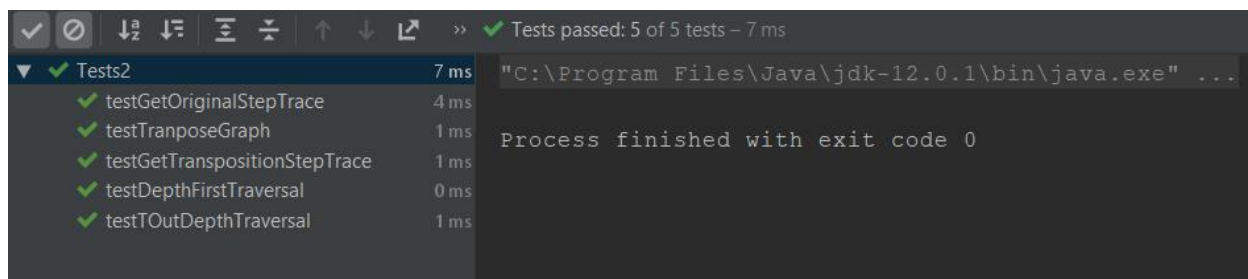 » Tests passed: 5 of 5 tests – 7 ms
Tests2 7 ms
testGetOriginalStepTrace 4 ms
testTranposeGraph 1 ms
testGetTranspositionStepTrace 1 ms
testDepthFirstTraversal 0 ms
testTOutDepthTraversal 1 ms
"C:\Program Files\Java\jdk-12.0.1\bin\java.exe" ...
Process finished with exit code 0